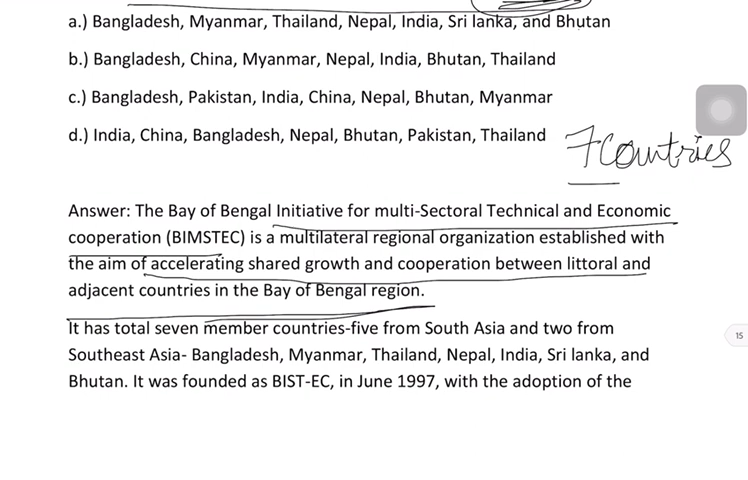 a.) Bangladesh, Myanmar, Thailand, Nepal, India, Sri lanka, and Bhutan
b.) Bangladesh, China, Myanmar, Nepal, India, Bhutan, Thailand
c.) Bangladesh, Pakistan, India, China, Nepal, Bhutan, Myanmar
d.) India, China, Bangladesh, Nepal, Bhutan, Pakistan, Thailand
7 Countries
Answer: The Bay of Bengal Initiative for multi-Sectoral Technical and Economic
cooperation (BIMSTEC) is a multilateral regional organization established with
the aim of accelerating shared growth and cooperation between littoral and
adjacent countries in the Bay of Bengal region.
It has total seven member countries-five from South Asia and two from
15
Southeast Asia- Bangladesh, Myanmar, Thailand, Nepal, India, Sri lanka, and
Bhutan. It was founded as BIST-EC, in June 1997, with the adoption of the